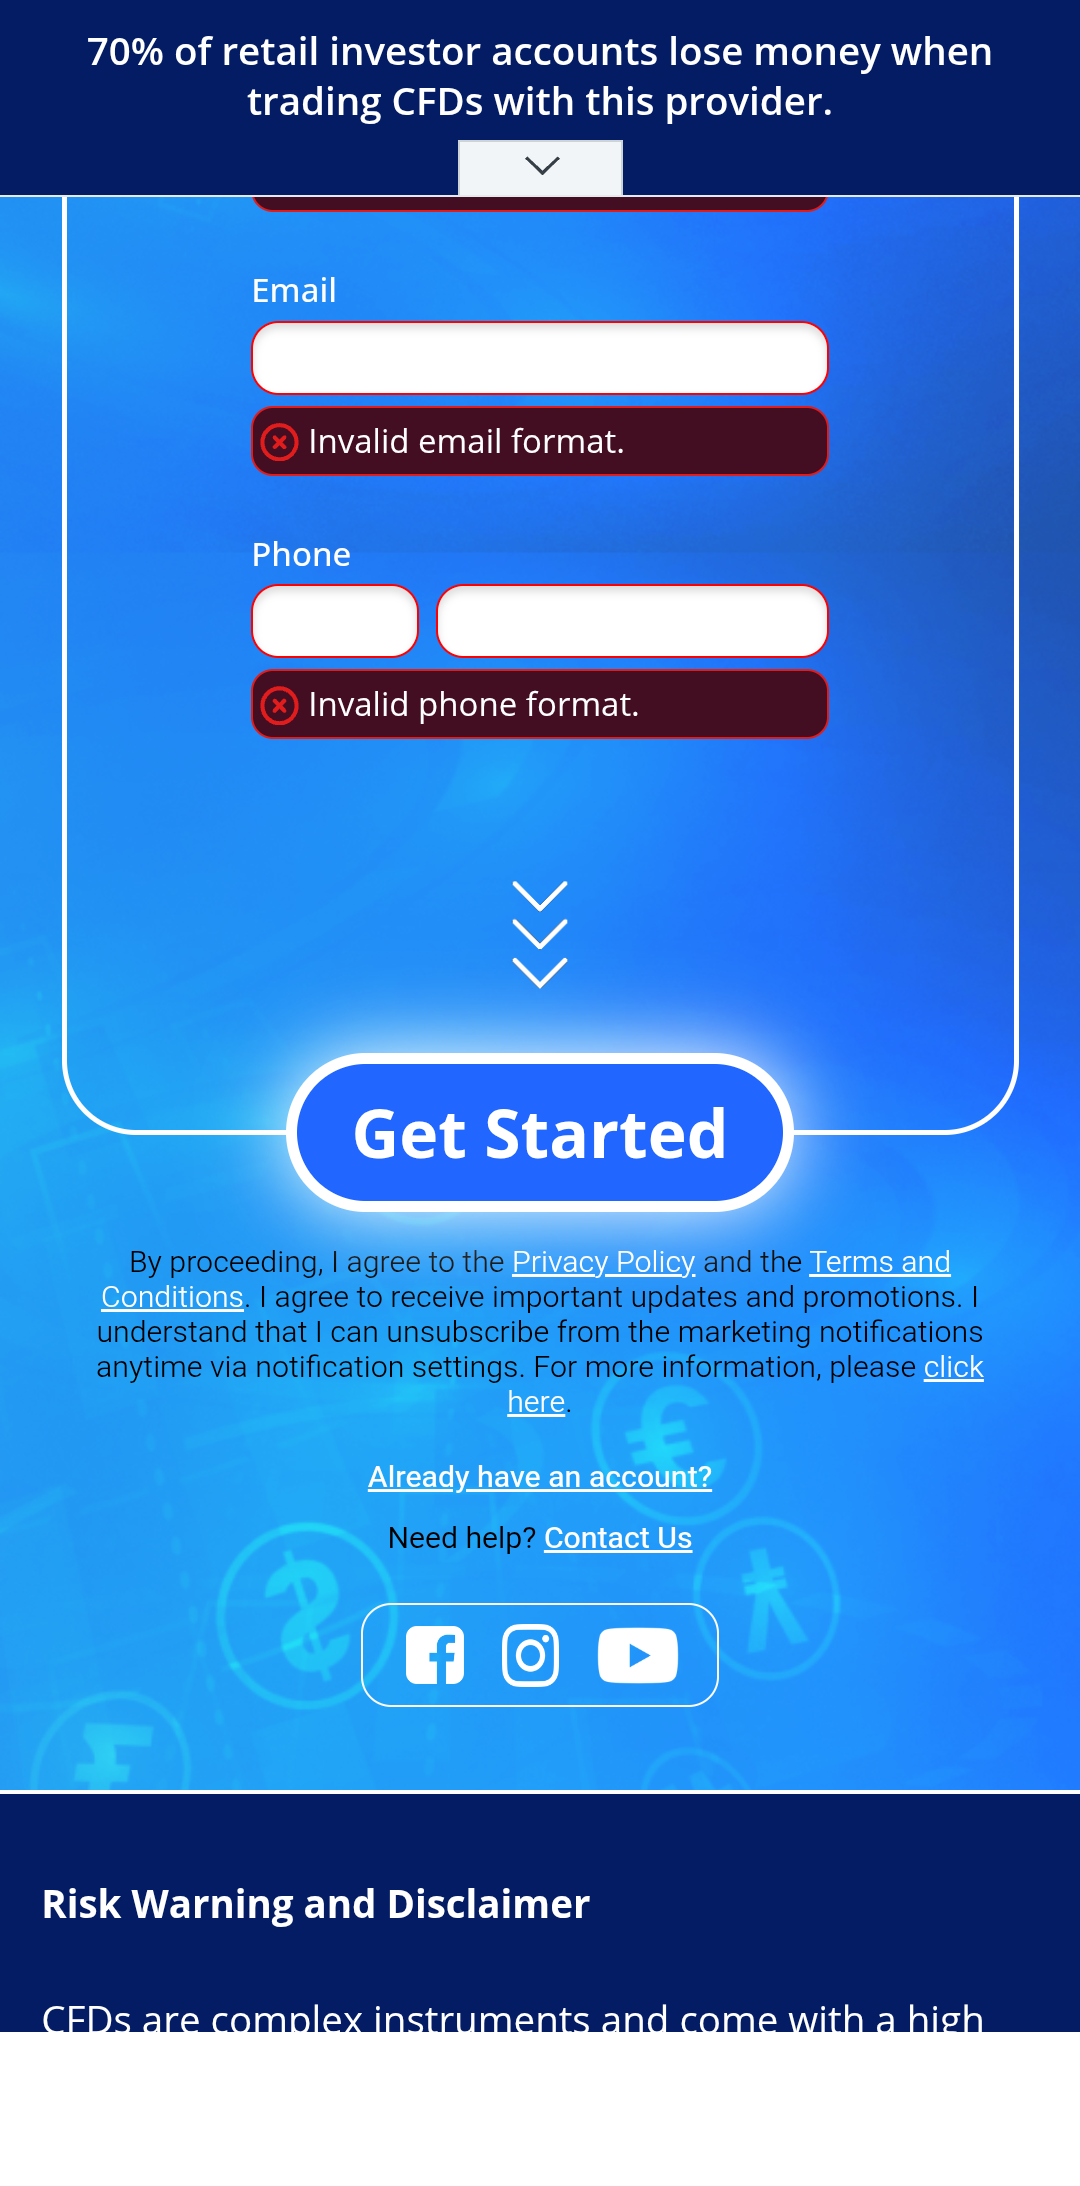 70% of retail investor accounts lose money when
trading CFDs with this provider.
Email
Invalid email format.
Phone
Invalid phone format.
Get Started
By proceeding, I agree to the Privacy Policy and the Terms and
Conditions. I agree to receive important updates and promotions. I
understand that I can unsubscribe from the marketing notifications
anytime via notification settings. For more information, please click
here.
Already have an account?
Need help? Contact Us
Risk Warning and Disclaimer
CFDs are complex instruments and come with a high